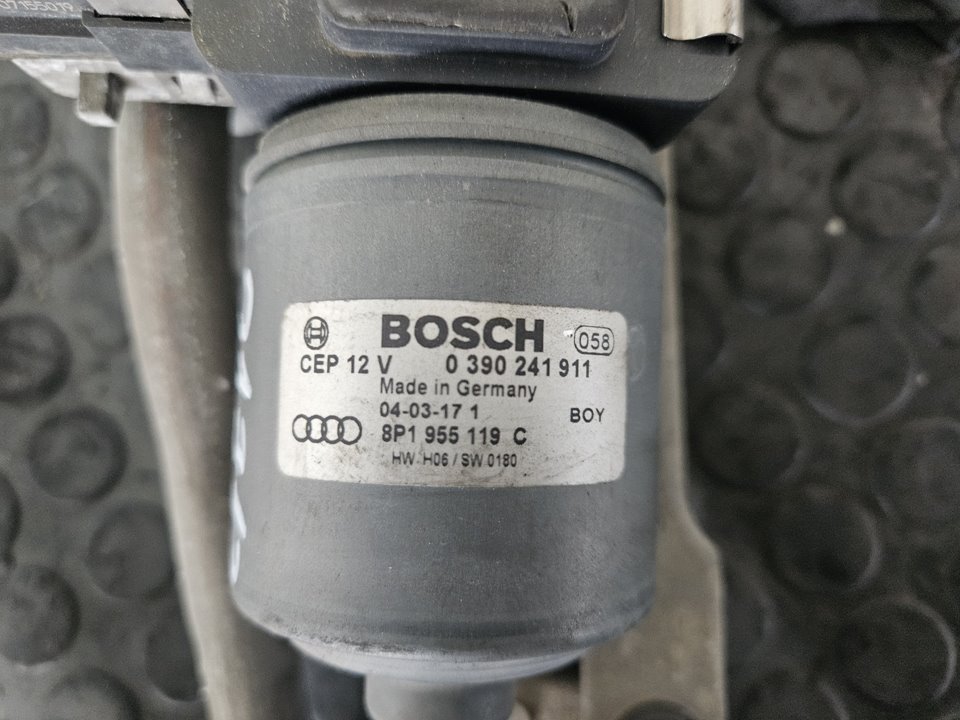 07155019
BOSCH 058
CEP 12 V 0 390 241 911
Made in Germany
04-03-17 1 BOY
8P1 955 119 C
HW H06 / SW 0180